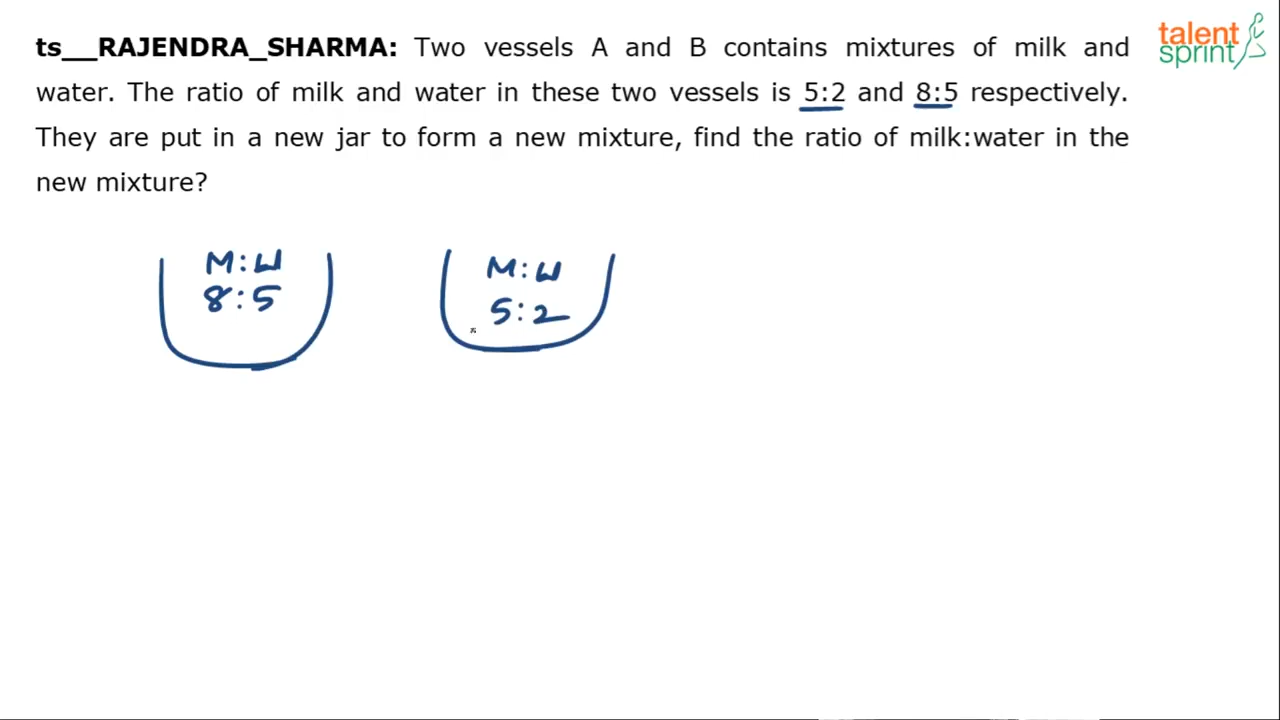 ts__RAJENDRA_SHARMA: Two vessels A and B contains mixtures of milk and
water. The ratio of milk and water in these two vessels is 5:2 and 8:5 respectively.
They are put in a new jar to form a new mixture, find the ratio of milk:water in the
new mixture?
talent
sprint
M:W
8:5
M:W
5:2